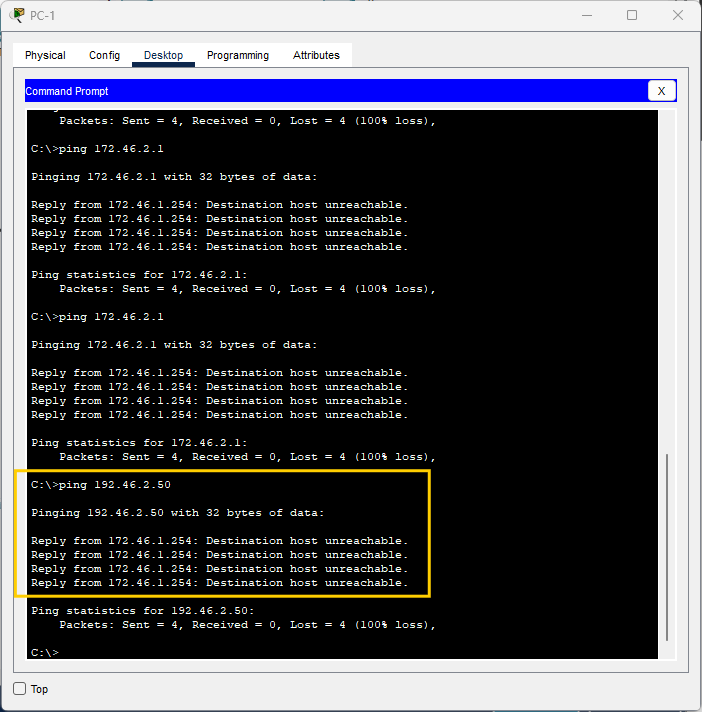 PC-1
Physical Config Desktop Programming Attributes
Command Prompt X
Packets: Sent = 4, Received = 0, Lost = 4 (100% loss),
C:\>ping 172.46.2.1
Pinging 172.46.2.1 with 32 bytes of data:
Reply from 172.46.1.254: Destination host unreachable.
Reply from 172.46.1.254: Destination host unreachable.
Reply from 172.46.1.254: Destination host unreachable.
Reply from 172.46.1.254: Destination host unreachable.
Ping statistics for 172.46.2.1:
Packets: Sent = 4, Received = 0, Lost = 4 (100% loss),
C:\>ping 172.46.2.1
Pinging 172.46.2.1 with 32 bytes of data:
Reply from 172.46.1.254: Destination host unreachable.
Reply from 172.46.1.254: Destination host unreachable.
Reply from 172.46.1.254: Destination host unreachable.
Reply from 172.46.1.254: Destination host unreachable.
Ping statistics for 172.46.2.1:
Packets: Sent = 4, Received = 0, Lost = 4 (100% loss),
C:\>ping 192.46.2.50
Pinging 192.46.2.50 with 32 bytes of data:
Reply from 172.46.1.254: Destination host unreachable.
Reply from 172.46.1.254: Destination host unreachable.
Reply from 172.46.1.254: Destination host unreachable.
Reply from 172.46.1.254: Destination host unreachable.
Ping statistics for 192.46.2.50:
Packets: Sent = 4, Received = 0, Lost = 4 (100% loss),
C:\>
Top